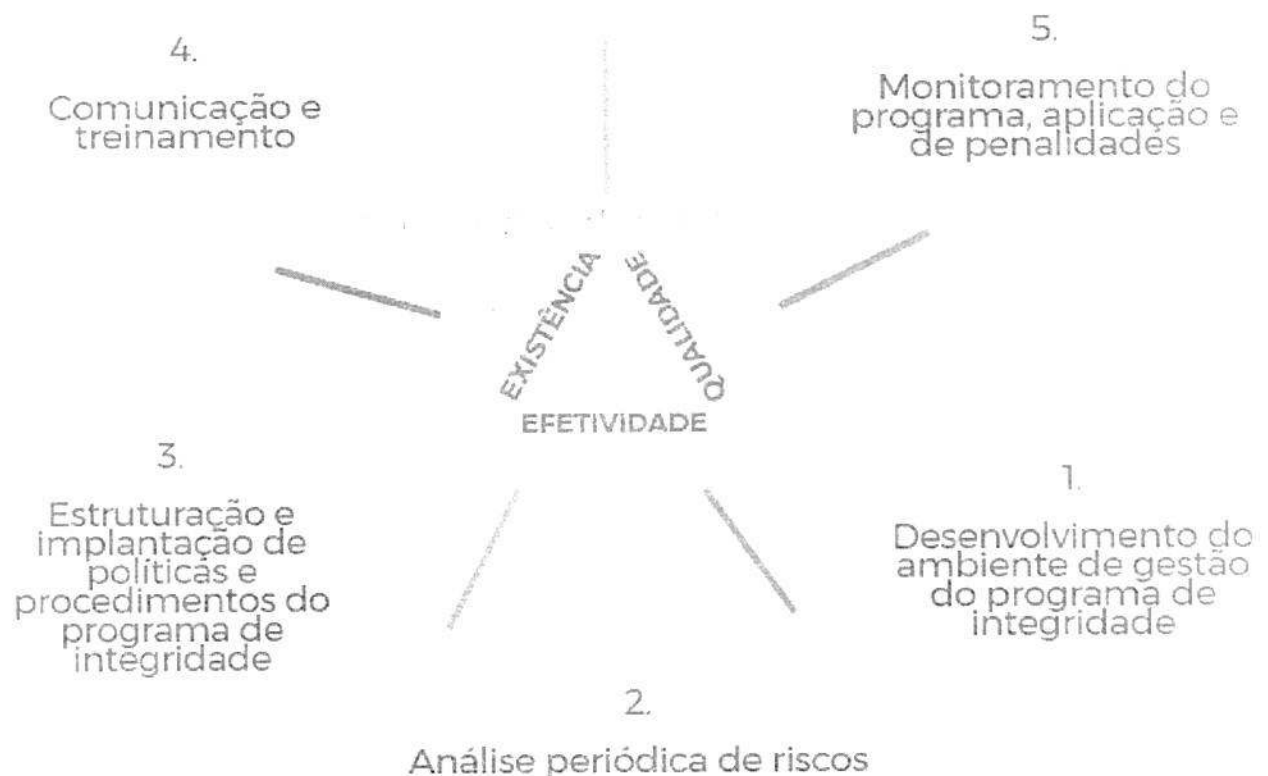 4.
Comunicação e
treinamento
5.
Monitoramento do
programa, aplicação e
de penalidades
EXISTÊNCIA
QUALIDADE
EFETIVIDADE
3.
Estruturação e
implantação de
políticas e
procedimentos do
programa de
integridade
1.
Desenvolvimento do
ambiente de gestão
do programa de
integridade
2.
Análise periódica de riscos